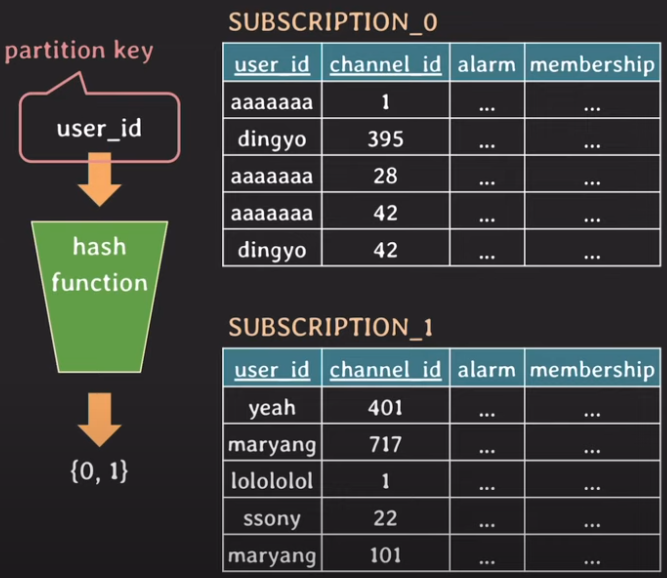 partition key
user_id
hash
function
{0, 1}
SUBSCRIPTION_0
user_id channel_id alarm membership
aaaaaaa 1 ... ...
dingyo 395 ... ...
aaaaaaa 28 ... ...
aaaaaaa 42 ... ...
dingyo 42 ... ...
SUBSCRIPTION_1
user_id channel_id alarm membership
yeah 401 ... ...
maryang 717 ... ...
lolololol 1 ... ...
ssony 22 ... ...
maryang 101 ... ...